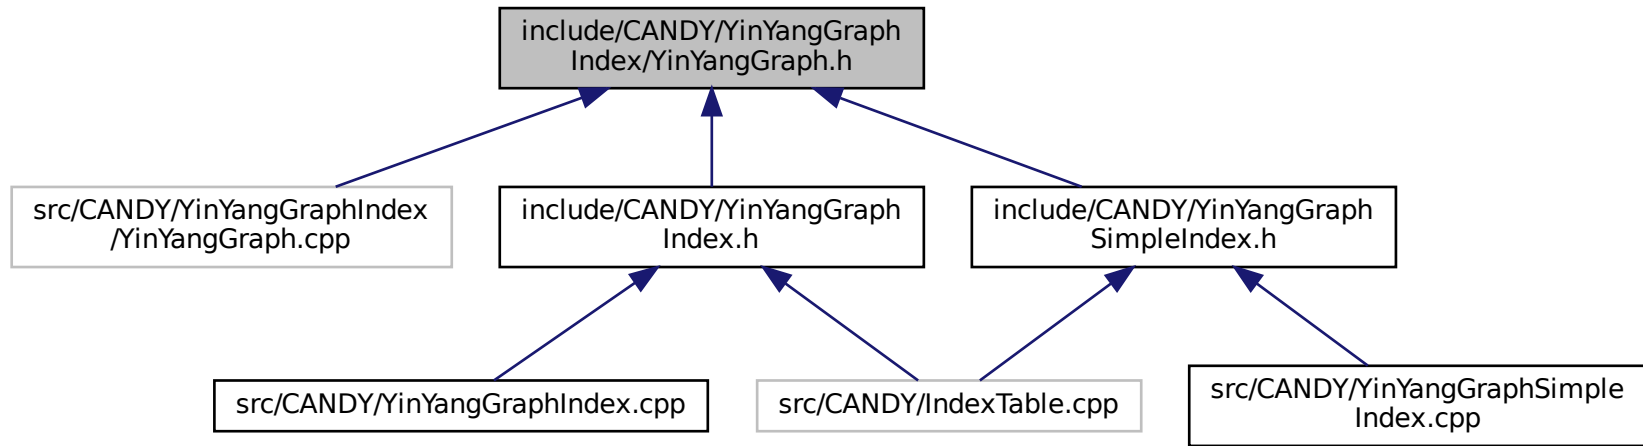 include/CANDY/YinYangGraph
Index/YinYangGraph.h
src/CANDY/YinYangGraphIndex
/YinYangGraph.cpp
include/CANDY/YinYangGraph
Index.h
include/CANDY/YinYangGraph
SimpleIndex.h
src/CANDY/YinYangGraphIndex.cpp
src/CANDY/IndexTable.cpp
src/CANDY/YinYangGraphSimple
Index.cpp